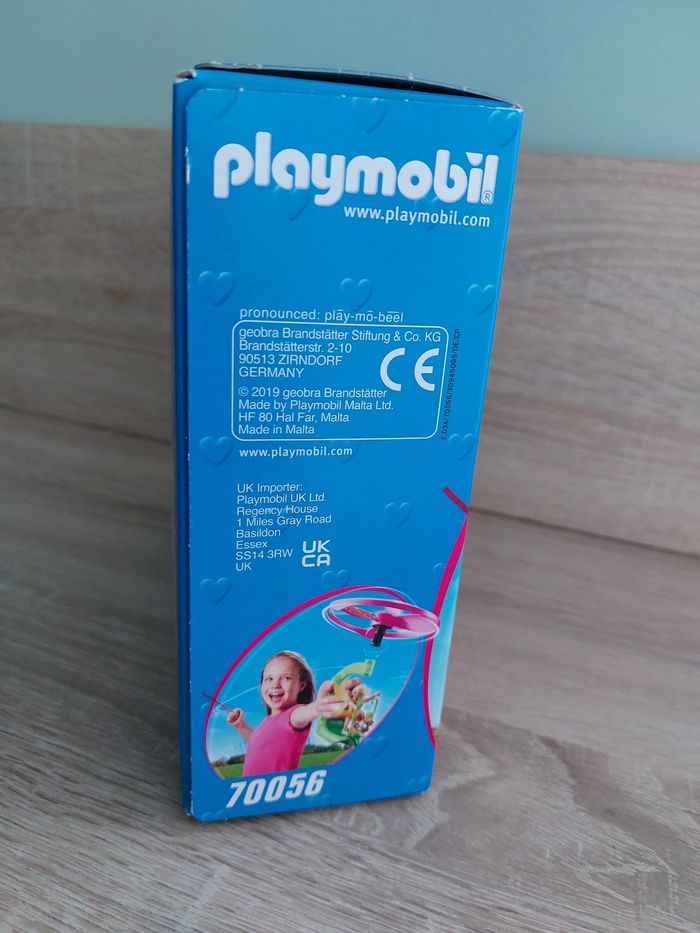 playmobil®
www.playmobil.com
pronounced: plāy-mō-bēēl
geobra Brandstätter Stiftung & Co. KG
Brandstätterstr. 2-10
90513 ZIRNDORF
GERMANY
CE
© 2019 geobra Brandstätter
Made by Playmobil Malta Ltd.
HF 80 Hal Far, Malta
Made in Malta
www.playmobil.com
UK Importer:
Playmobil UK Ltd.
Regency House
1 Miles Gray Road
Basildon
Essex
SS14 3RW
UK
UK
CA
70056